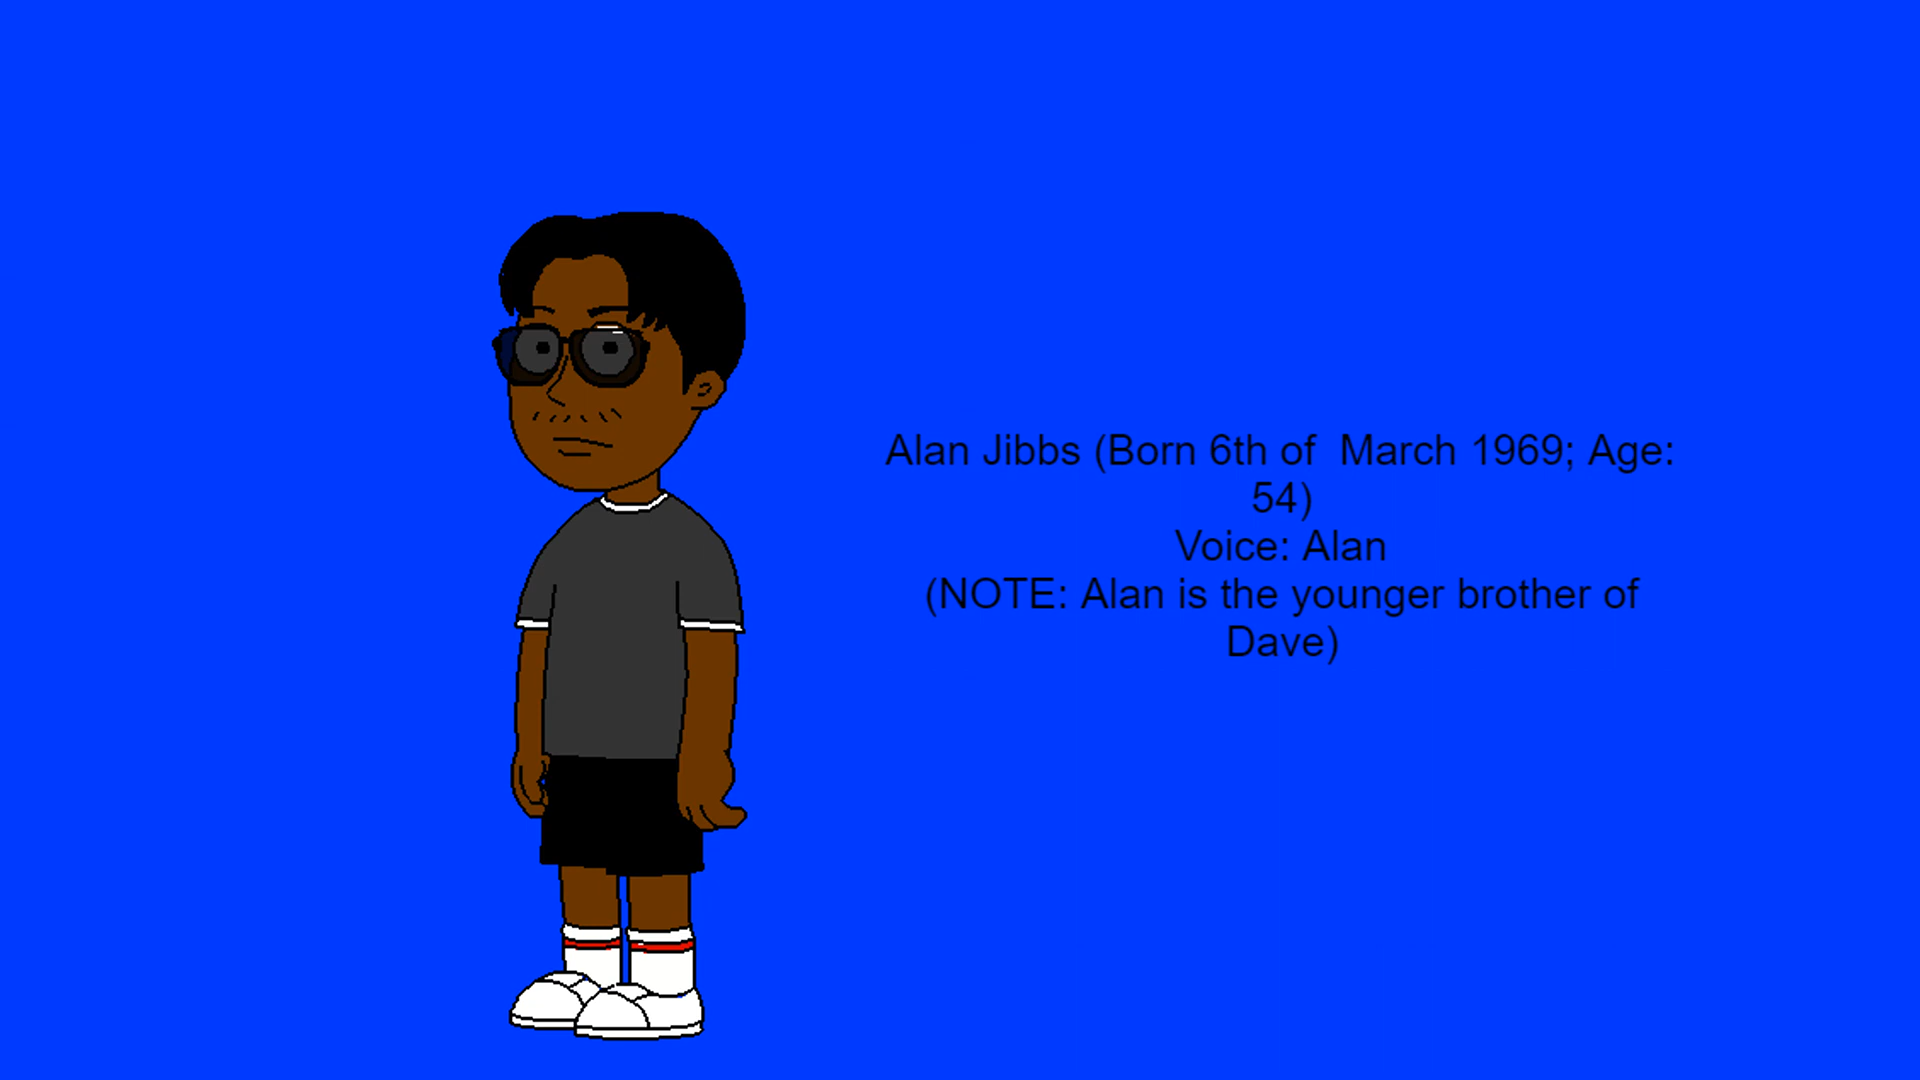 Alan Jibbs (Born 6th of  March 1969; Age:
54)
Voice: Alan
(NOTE: Alan is the younger brother of
Dave)